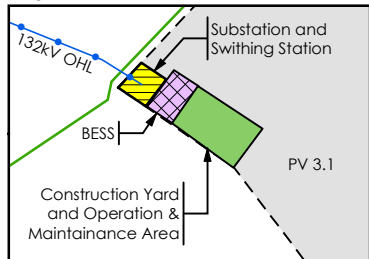 132kV OHL
Substation and
Swithing Station
BESS
PV 3.1
Construction Yard
and Operation &
Maintainance Area